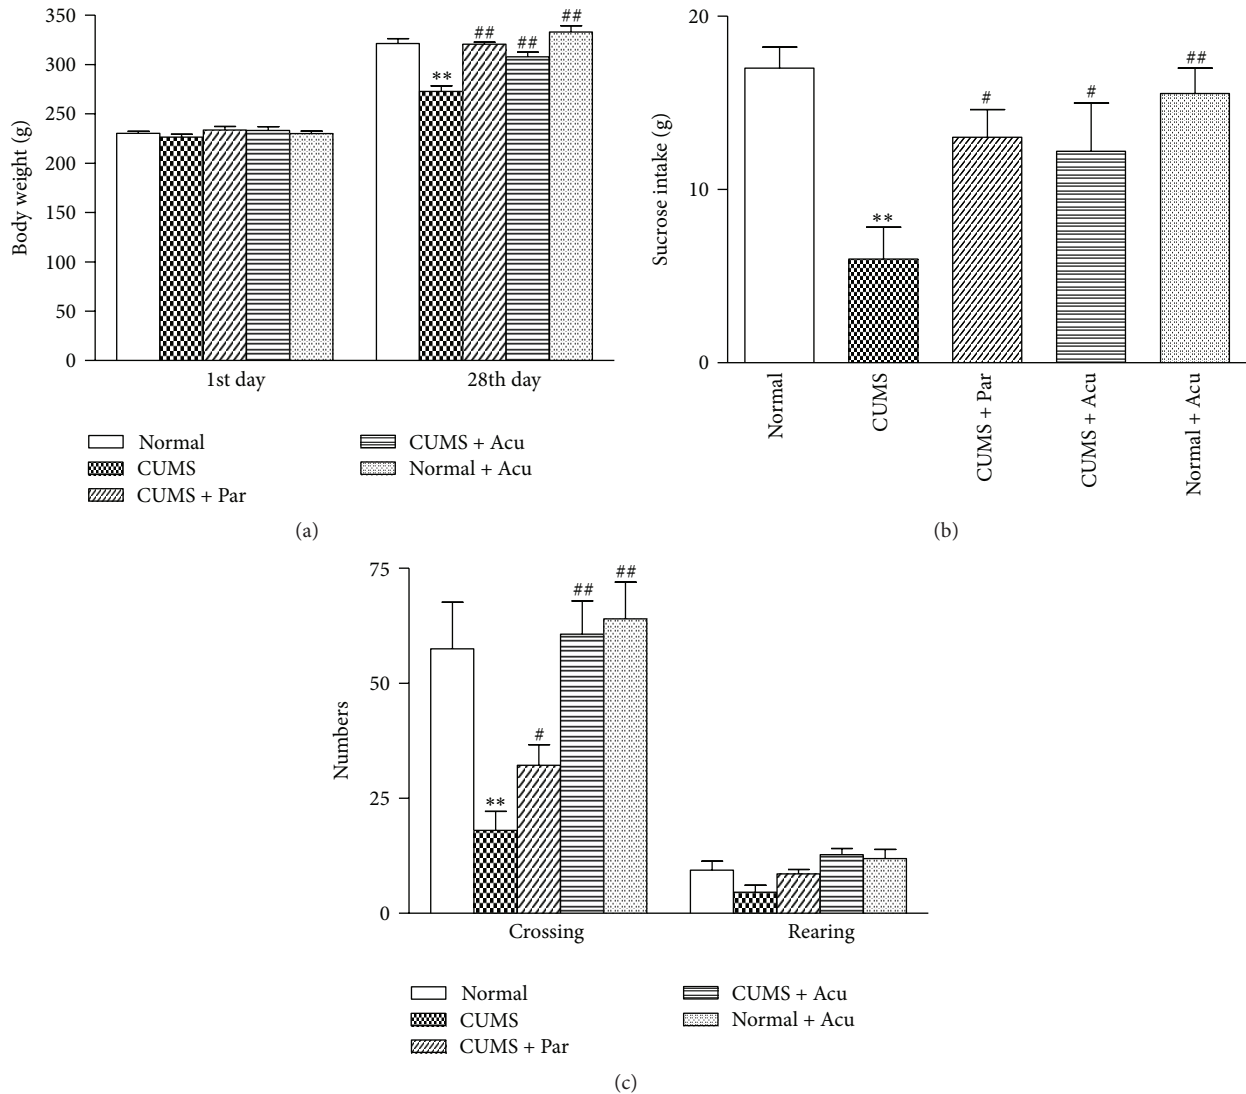 350
300
250
200
150
100
50
0
Body weight (g)
**
##
##
##
1st day
28th day
Normal
CUMS
CUMS + Par
CUMS + Acu
Normal + Acu
(a)
20
10
0
Sucrose intake (g)
**
#
#
##
Normal
CUMS
CUMS + Par
CUMS + Acu
Normal + Acu
(b)
75
50
25
0
Numbers
**
#
##
##
Crossing
Rearing
Normal
CUMS
CUMS + Par
CUMS + Acu
Normal + Acu
(c)